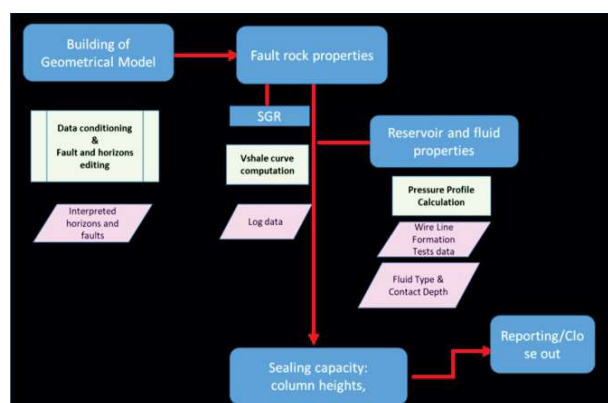 Building of
Geometrical Model
Fault rock properties
SGR
Data conditioning
&
Fault and horizons
editing
Vshale curve
computation
Reservoir and fluid
properties
Pressure Profile
Calculation
Interpreted
horizons and
faults
Log data
Wire Line
Formation
Tests data
Fluid Type &
Contact Depth
Sealing capacity:
column heights,
Reporting/Clo
se out